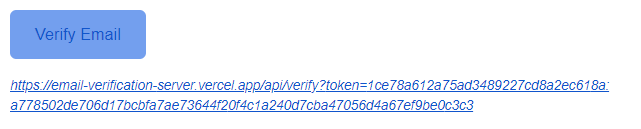 Verify Email
https://email-verification-server.vercel.app/api/verify?token=1ce78a612a75ad3489227cd8a2ec618a:
a778502de706d17bcbfa7ae73644f20f4c1a240d7cba47056d4a67ef9be0c3c3